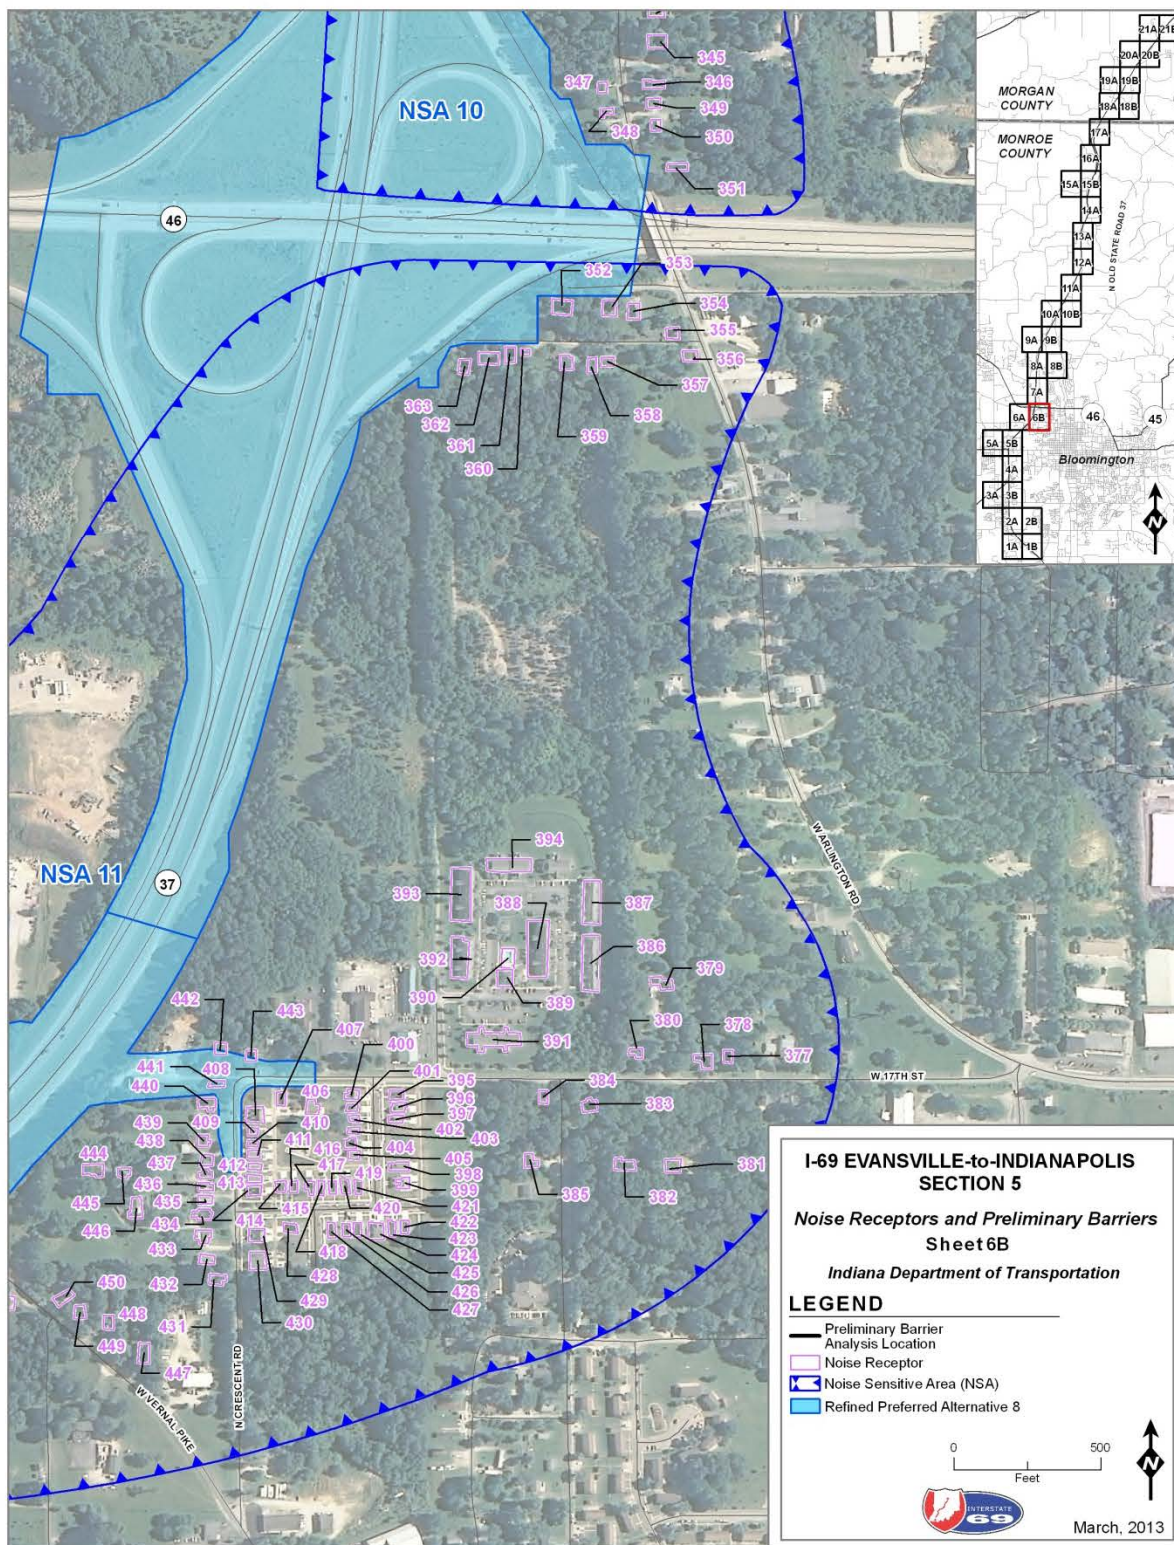 345
347
346
349
348
350
351
NSA 10
46
352
353
354
355
356
357
358
359
360
361
362
363
21A 21B
20A 20B
19A 19B
18A 18B
17A
16A
15A 15B
14A
13A
12A
11A
10A 10B
9A 9B
8A 8B
7A
6A 6B
5A 5B
4A
3A 3B
2A 2B
1A 1B
MORGAN
COUNTY
MONROE
COUNTY
N OLD STATE ROAD 37
46
45
Bloomington
N
NSA 11
37
W ARLINGTON RD
394
393
388
387
392
386
390
389
379
391
380
378
377
W 17TH ST
442
443
407
400
441
408
401
440
406
395
396
397
439
409
410
402
438
411
416
404
403
444
437
412
417
419
405
398
436
413
399
445
435
415
420
421
446
434
414
422
433
418
423
424
432
428
425
429
426
431
430
427
450
448
449
447
384
383
385
382
381
N CRESCENT RD
W VERNAL PIKE
I-69 EVANSVILLE-to-INDIANAPOLIS
SECTION 5
Noise Receptors and Preliminary Barriers
Sheet 6B
Indiana Department of Transportation
LEGEND
Preliminary Barrier
Analysis Location
Noise Receptor
Noise Sensitive Area (NSA)
Refined Preferred Alternative 8
0 500
Feet
N
INTERSTATE
69
March, 2013